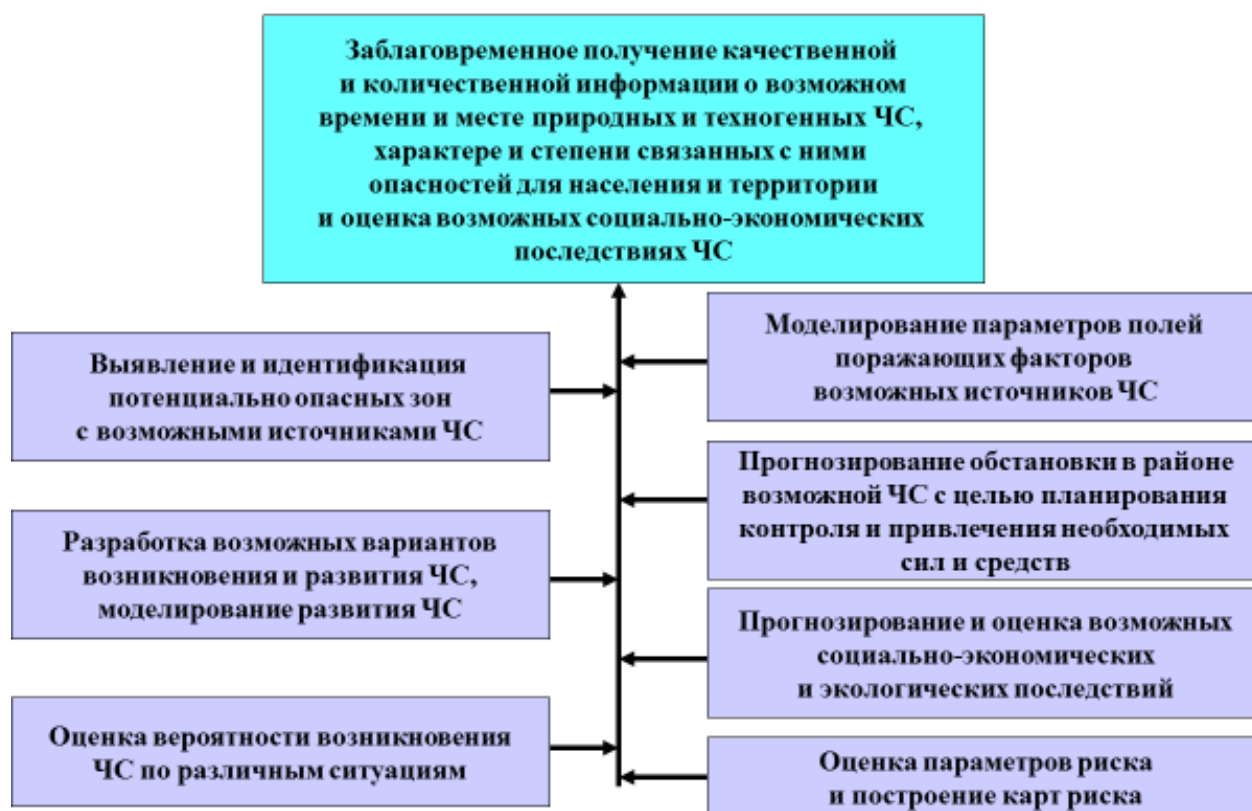 Заблаговременное получение качественной
и количественной информации о возможном
времени и месте природных и техногенных ЧС,
характере и степени связанных с ними
опасностей для населения и территории
и оценка возможных социально-экономических
последствиях ЧС
Выявление и идентификация
потенциально опасных зон
с возможными источниками ЧС
Разработка возможных вариантов
возникновения и развития ЧС,
моделирование развития ЧС
Оценка вероятности возникновения
ЧС по различным ситуациям
Моделирование параметров полей
поражающих факторов
возможных источников ЧС
Прогнозирование обстановки в районе
возможной ЧС с целью планирования
контроля и привлечения необходимых
сил и средств
Прогнозирование и оценка возможных
социально-экономических
и экологических последствий
Оценка параметров риска
и построение карт риска